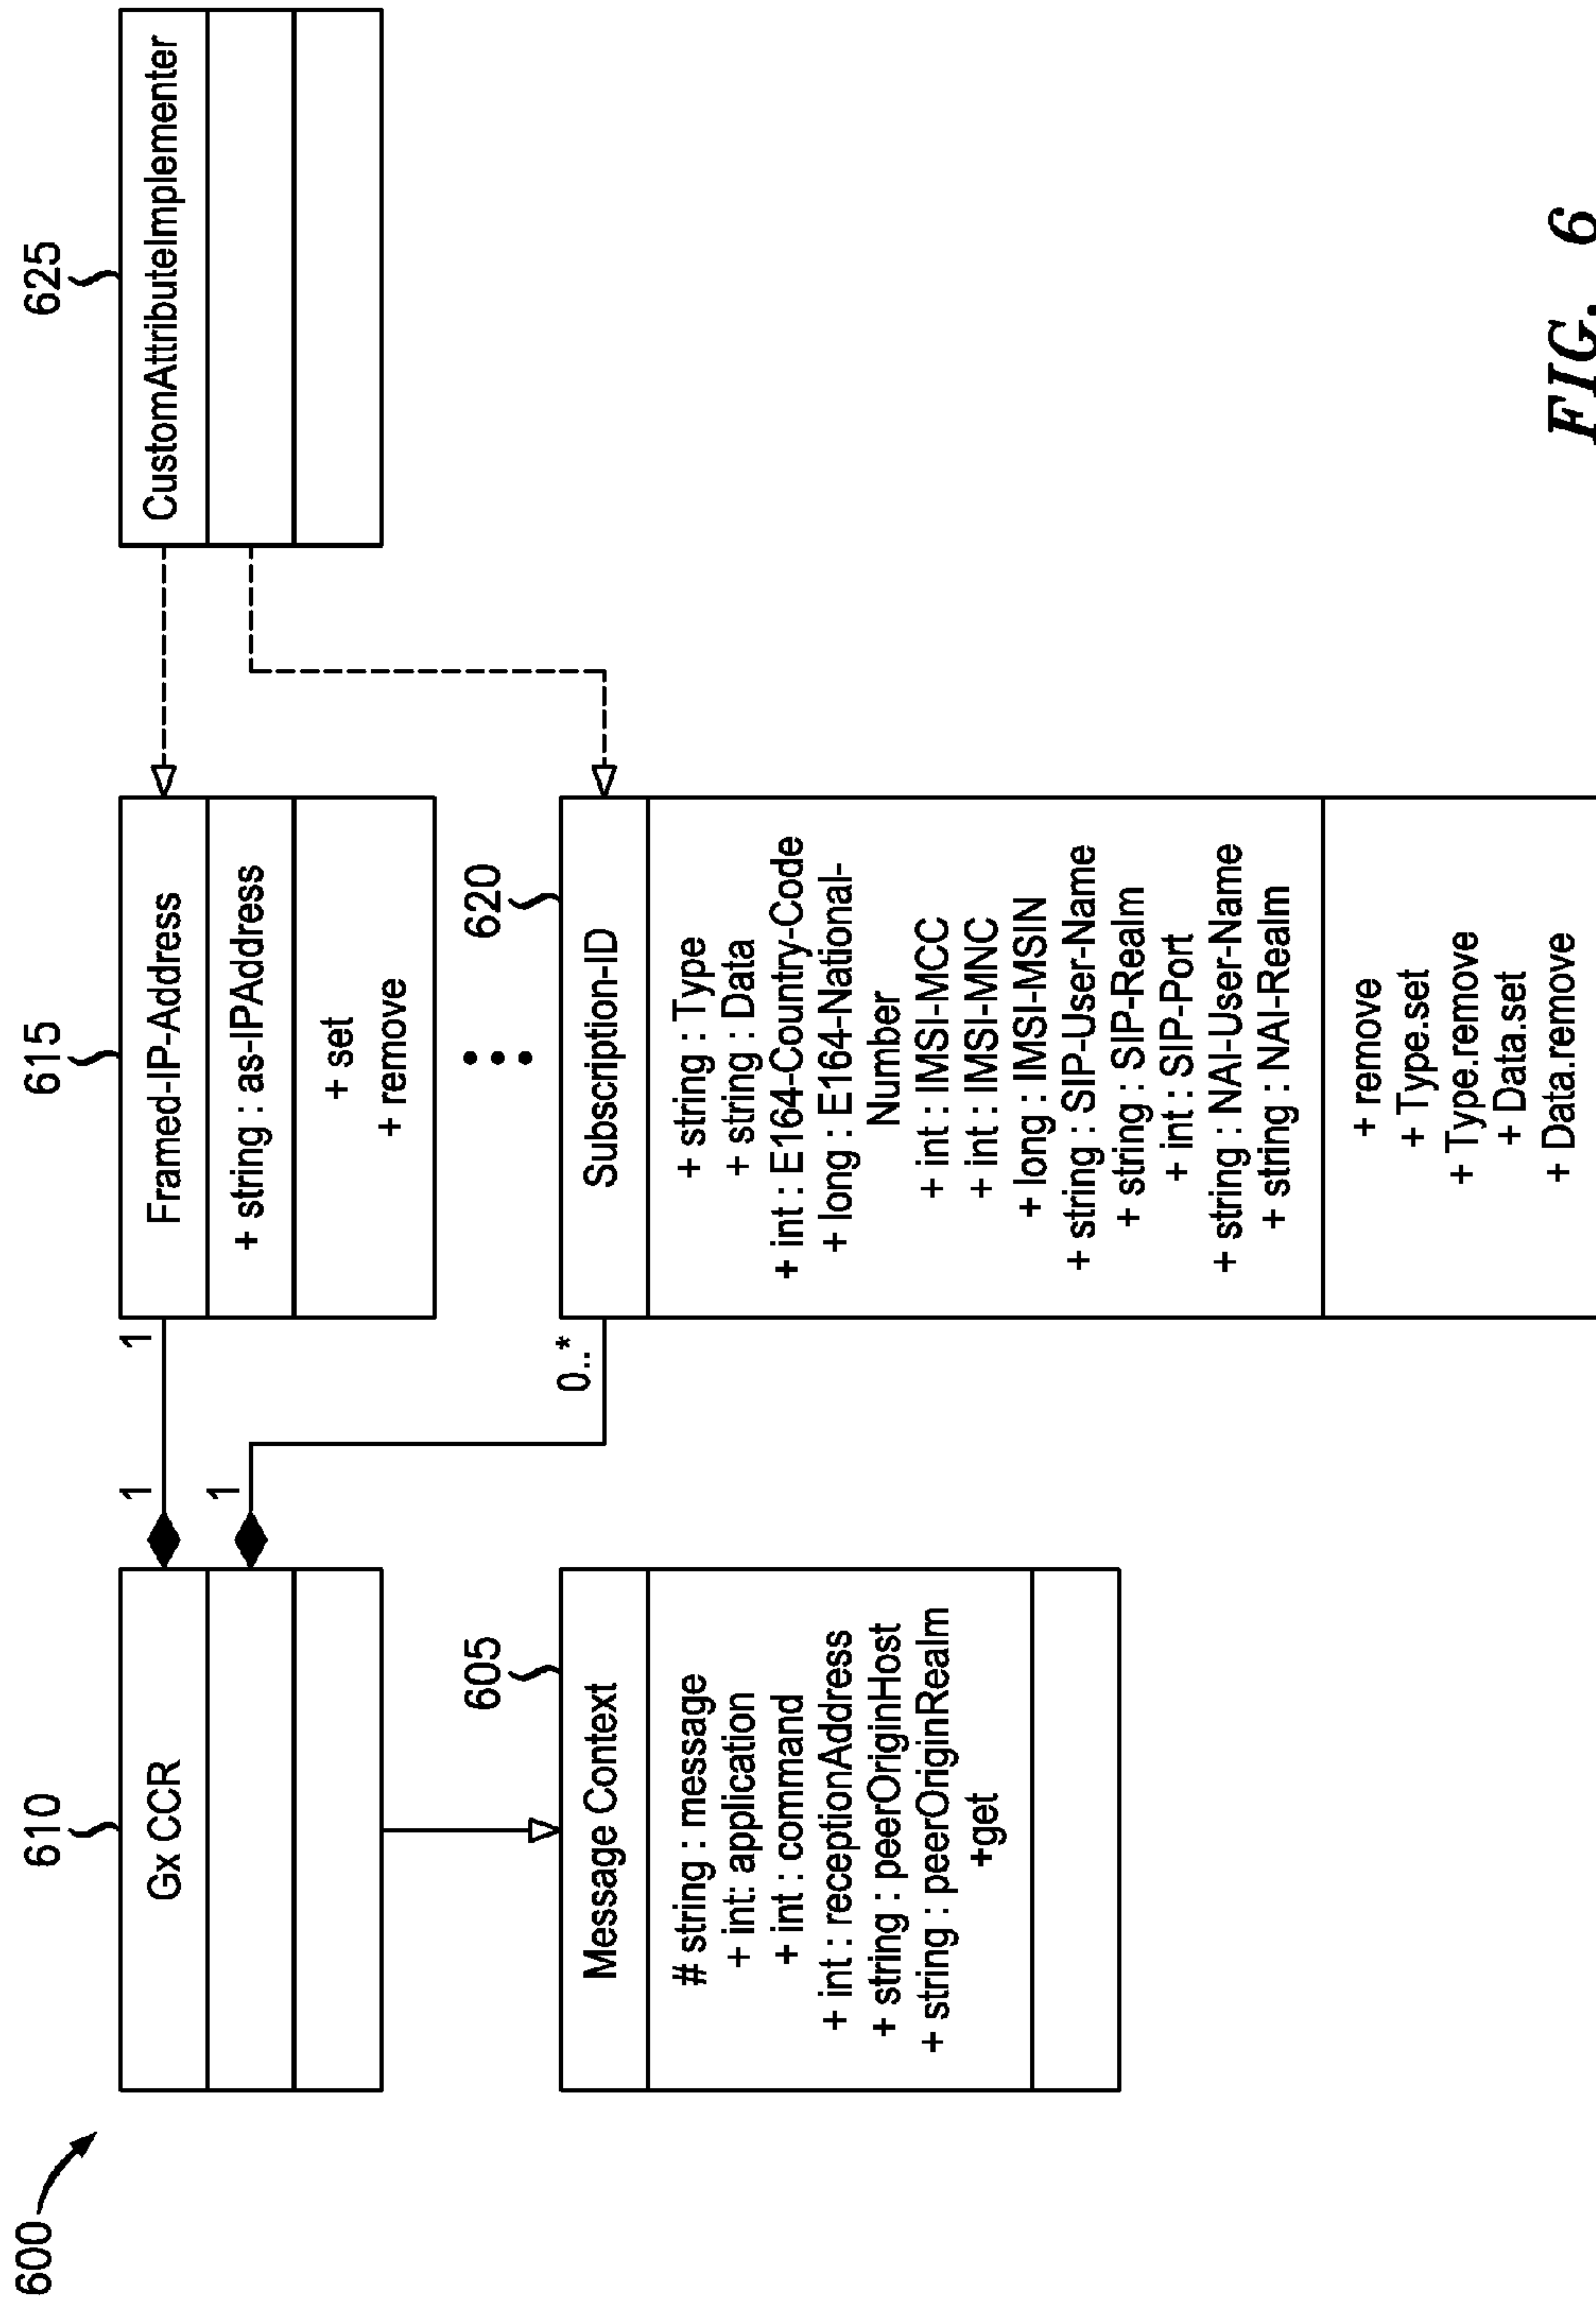 600
610
Gx CCR
605
Message Context
# string : message
+ int: application
+ int : command
+ int : receptionAddress
+ string : peerOriginHost
+ string : peerOriginRealm
+get
1
1
1
0..*
615
Framed-IP-Address
+ string : as-IPAddress
+ set
+ remove
620
Subscription-ID
+ string : Type
+ string : Data
+ int : E164-Country-Code
+ long : E164-National-
Number
+ int : IMSI-MCC
+ int : IMSI-MNC
+ long : IMSI-MSIN
+ string : SIP-User-Name
+ string : SIP-Realm
+ int : SIP-Port
+ string : NAI-User-Name
+ string : NAI-Realm
+ remove
+ Type.set
+ Type.remove
+ Data.set
+ Data.remove
625
CustomAttributeImplementer
FIG. 6